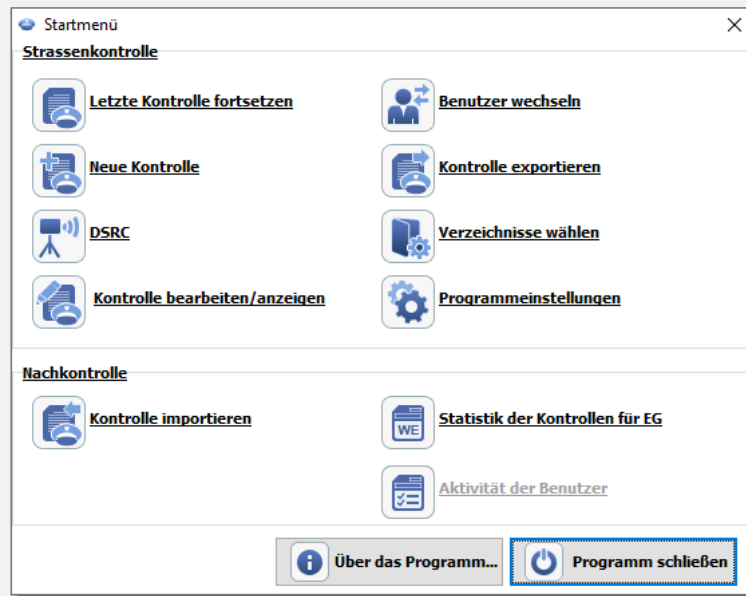 Startmenü
Strassenkontrolle
Letzte Kontrolle fortsetzen
Benutzer wechseln
Neue Kontrolle
Kontrolle exportieren
DSRC
Verzeichnisse wählen
Kontrolle bearbeiten/anzeigen
Programmeinstellungen
Nachkontrolle
Kontrolle importieren
WE
Statistik der Kontrollen für EG
Aktivität der Benutzer
Über das Programm...
Programm schließen